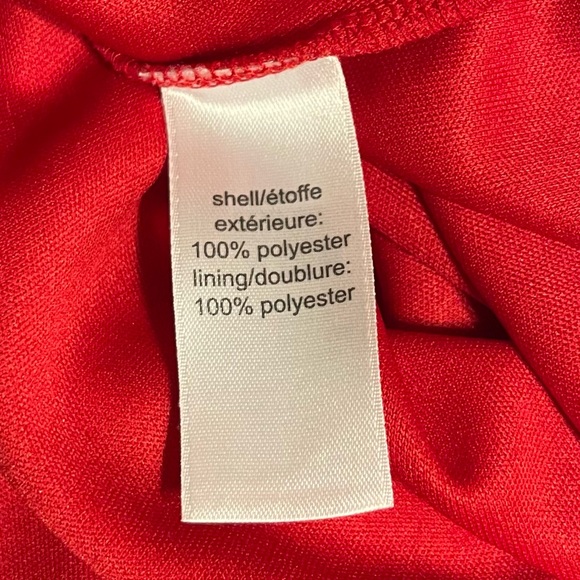 shell/étoffe
extérieure:
100% polyester
lining/doublure:
100% polyester